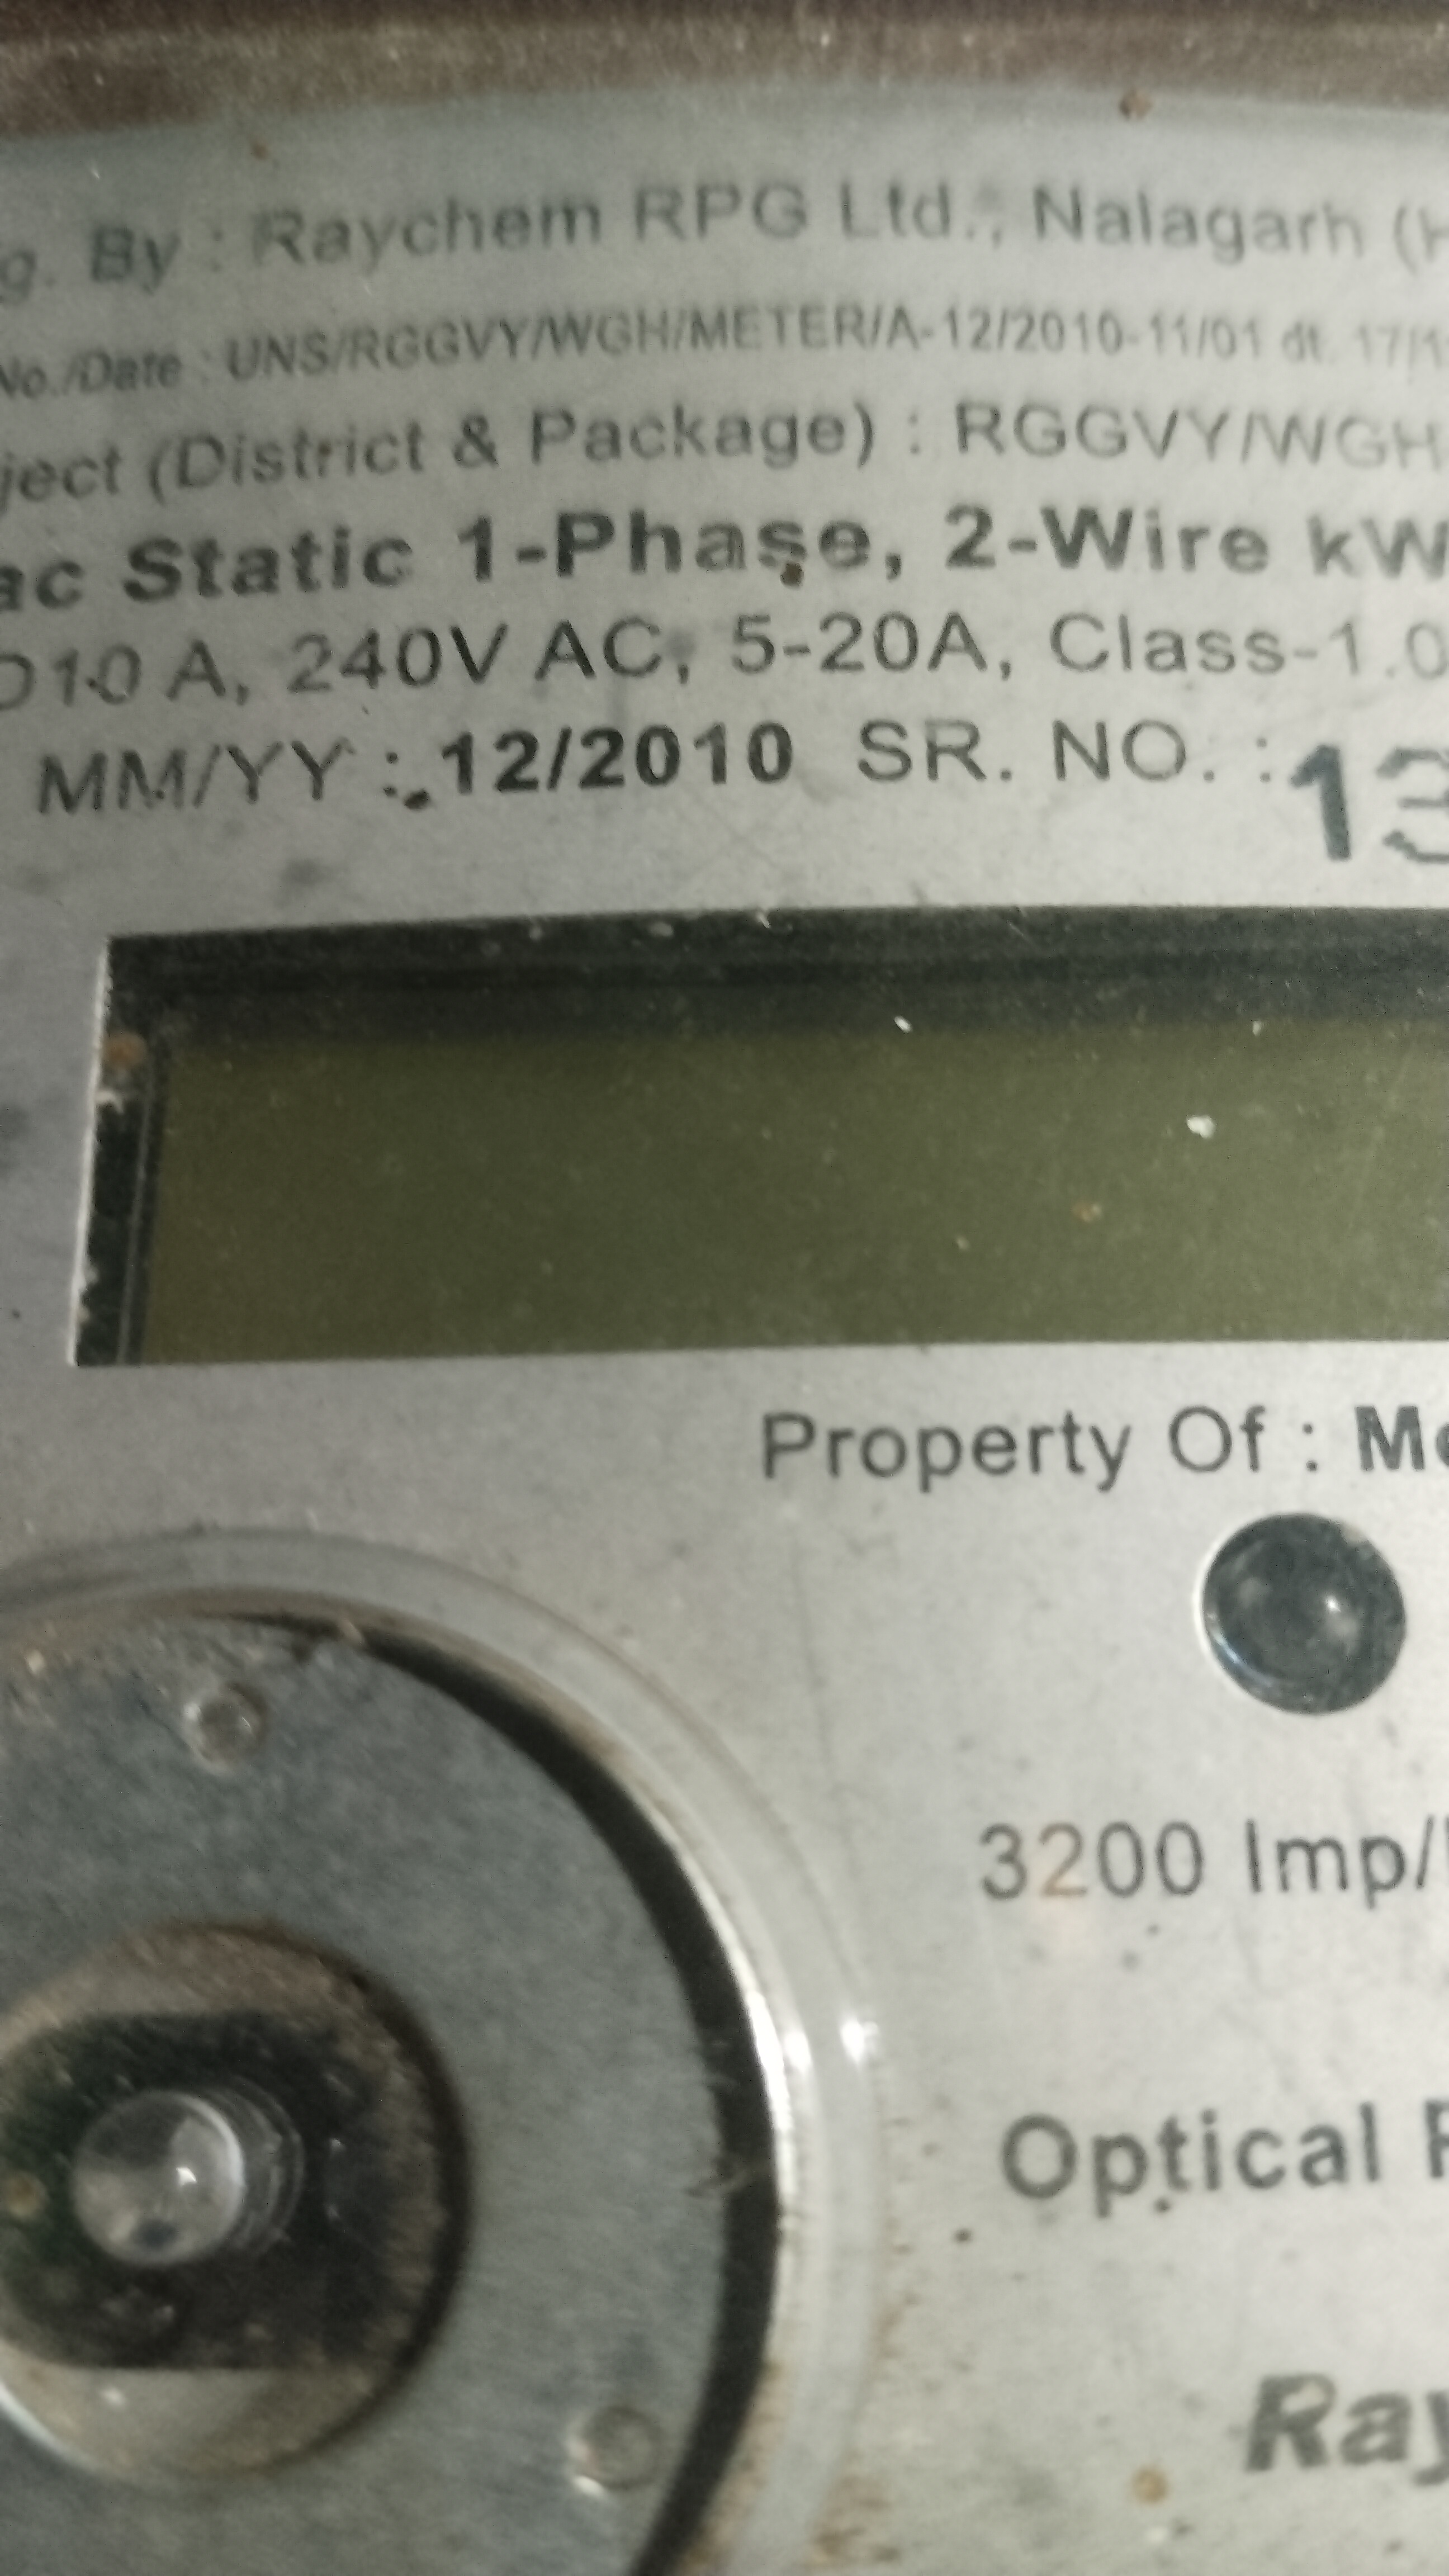 g. By : Raychem RPG Ltd., Nalagarh (H
No./Date : UNS/RGGVY/WGH/METER/A-12/2010-11/01 dt. 17/1
ject (District & Package) : RGGVY/WGH
ac Static 1-Phase, 2-Wire kW
D10 A, 240V AC, 5-20A, Class-1.0
MM/YY : 12/2010 SR. NO. : 13
Property Of : Me
3200 Imp/
Optical P
Ray